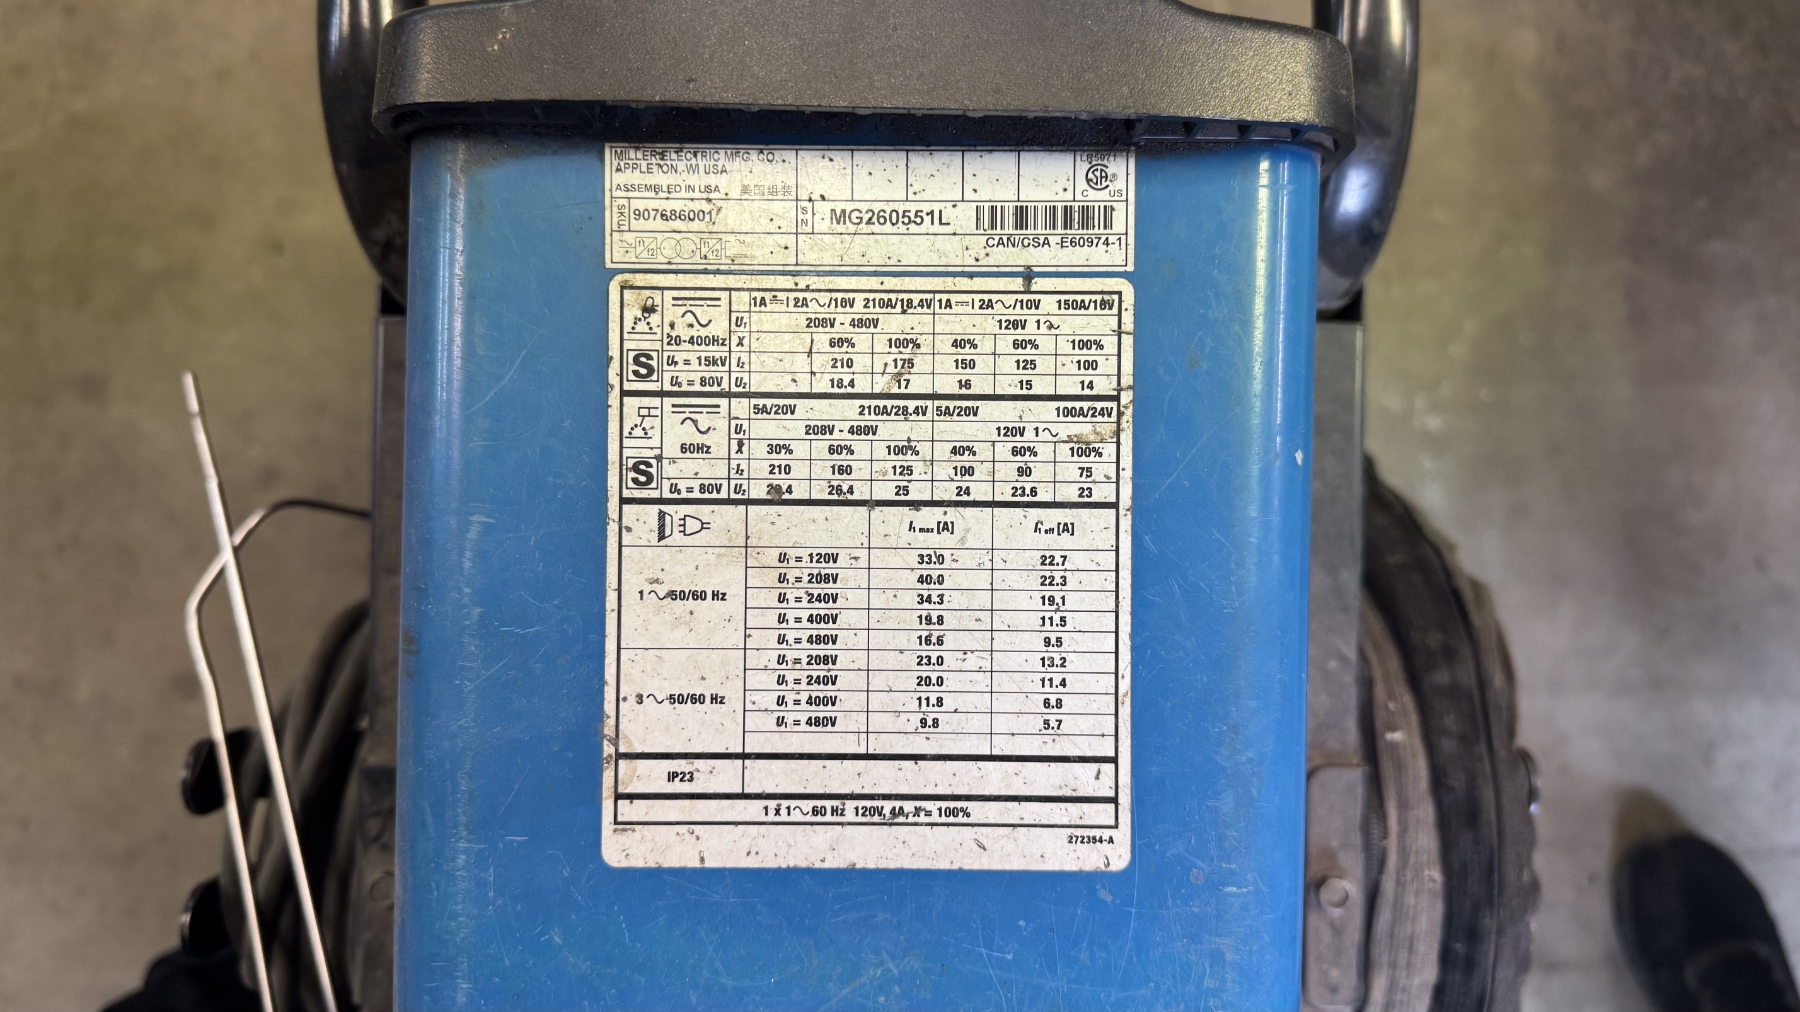 MILLER ELECTRIC MFG. CO.
APPLETON, WI USA
ASSEMBLED IN USA 美国组装
LR5071
CSA ®
C US
SKU 907686001 SN MG260551L
CAN/CSA -E60974-1
1A⎓ | 2A∿/10V 210A/18.4V 1A⎓ | 2A∿/10V 150A/16V
U₁ 208V - 480V 120V 1∿
20-400Hz X 60% 100% 40% 60% 100%
S Uₚ = 15kV I₂ 210 175 150 125 100
U₀ = 80V U₂ 18.4 17 16 15 14
5A/20V 210A/28.4V 5A/20V 100A/24V
U₁ 208V - 480V 120V 1∿
60Hz X 30% 60% 100% 40% 60% 100%
S I₂ 210 160 125 100 90 75
U₀ = 80V U₂ 28.4 26.4 25 24 23.6 23
I₁ max [A] I₁ eff [A]
U₁ = 120V 33.0 22.7
U₁ = 208V 40.0 22.3
1∿50/60 Hz U₁ = 240V 34.3 19.1
U₁ = 400V 19.8 11.5
U₁ = 480V 16.6 9.5
U₁ = 208V 23.0 13.2
U₁ = 240V 20.0 11.4
3∿50/60 Hz U₁ = 400V 11.8 6.8
U₁ = 480V 9.8 5.7
IP23
1 x 1∿60 Hz 120V, 4A, X = 100%
272354-A